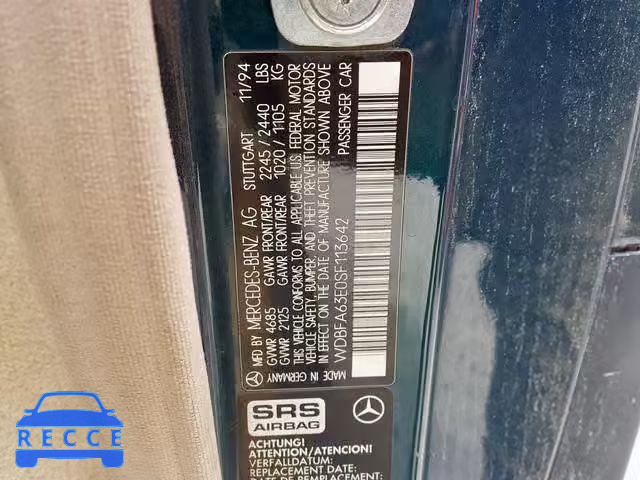 MFD BY MERCEDES-BENZ AG STUTTGART 11/94
GVWR 4685 GAWR FRONT/REAR 2245 / 2440 LBS
GVWR 2125 GAWR FRONT/REAR 1020 / 1105 KG
THIS VEHICLE CONFORMS TO ALL APPLICABLE U.S. FEDERAL MOTOR
VEHICLE SAFETY, BUMPER, AND THEFT PREVENTION STANDARDS
IN EFFECT ON THE DATE OF MANUFACTURE SHOWN ABOVE
WDBFA63E0SF113642 PASSENGER CAR
MADE IN GERMANY
SRS
AIRBAG
ACHTUNG!
ATTENTION/ATENCION!
VERFALLDATUM:
REPLACEMENT DATE:
DATE DE REMPLACEMENT:
RECCE